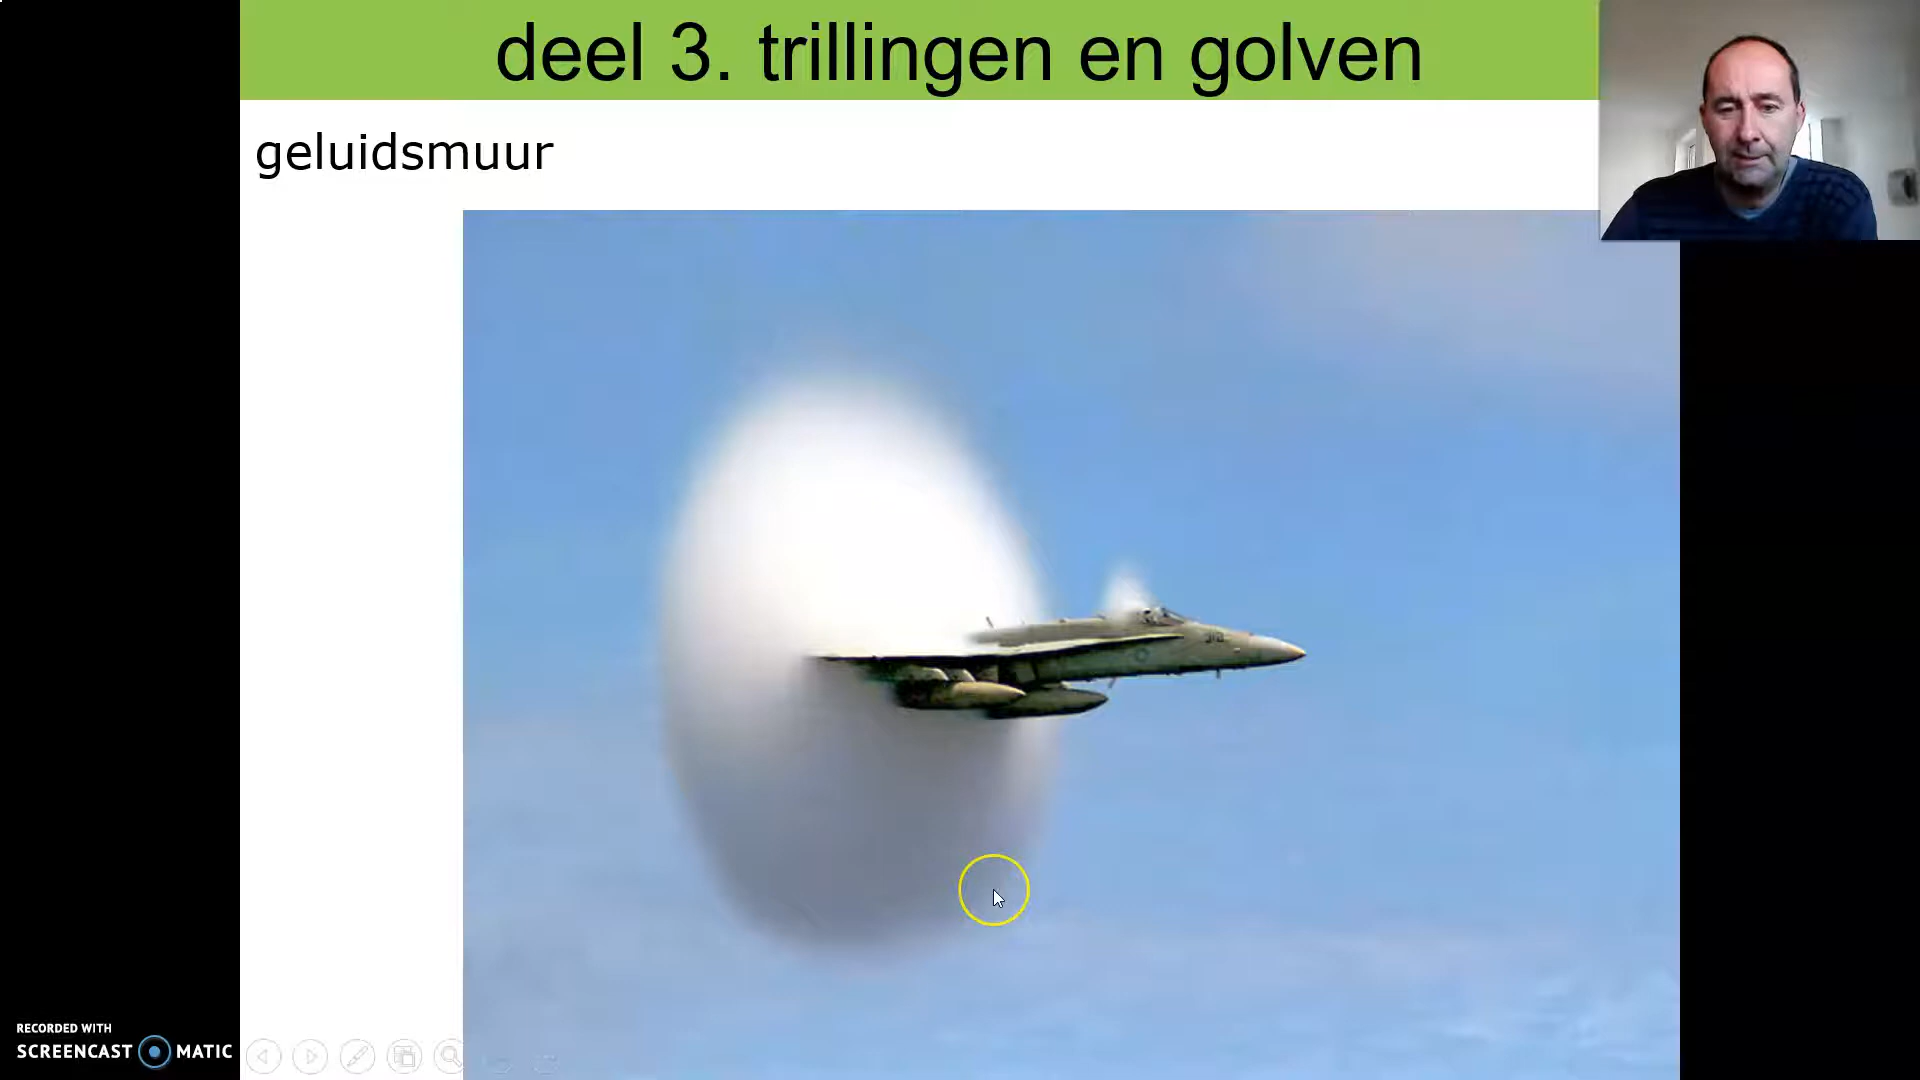 deel 3. trillingen en golven
geluidsmuur
RECORDED WITH
SCREENCAST MATIC